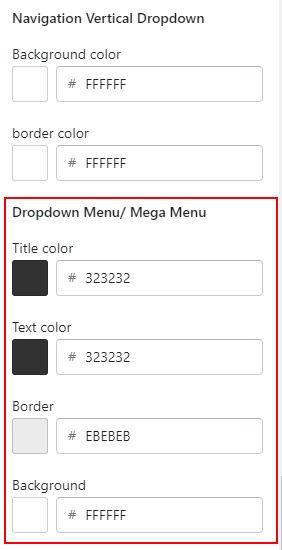 Navigation Vertical Dropdown
Background color
# FFFFFF
border color
# FFFFFF
Dropdown Menu/ Mega Menu
Title color
# 323232
Text color
# 323232
Border
# EBEBEB
Background
# FFFFFF